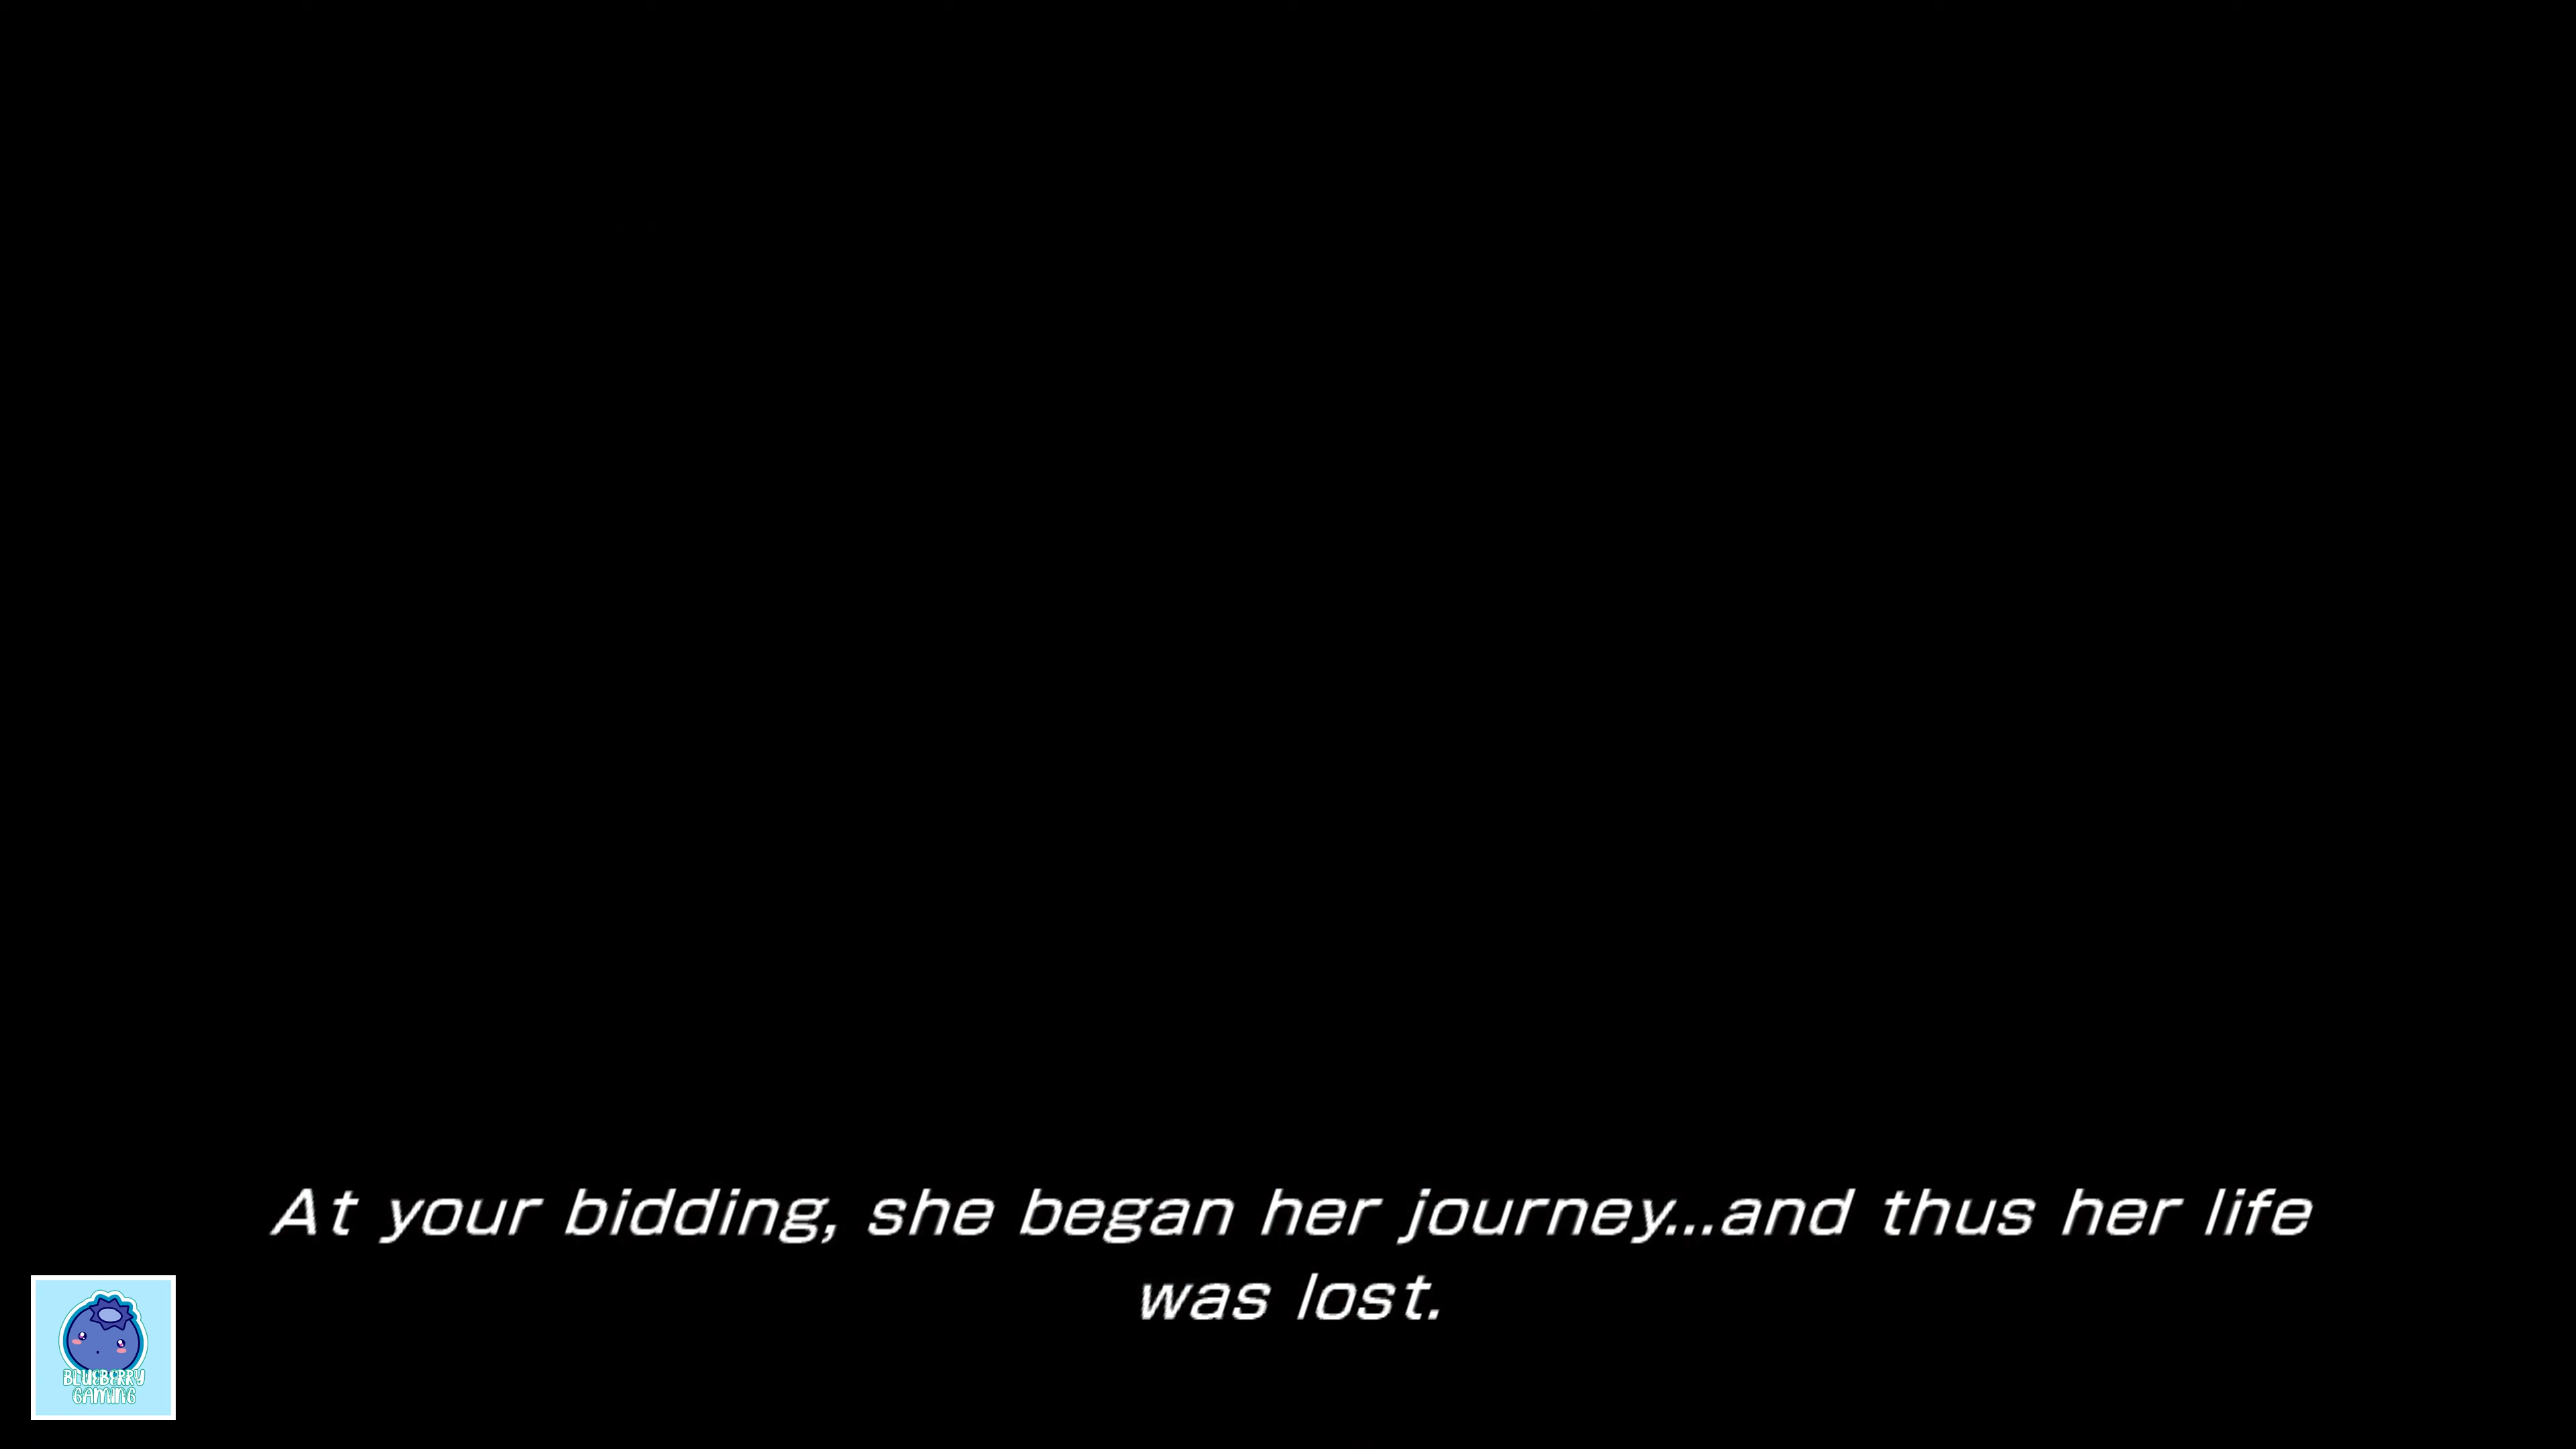 At your bidding, she began her journey...and thus her life
was lost.
BLUEBERRY
GAMING